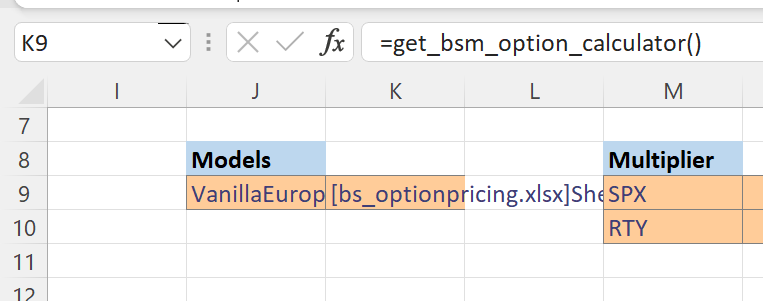 K9 fx =get_bsm_option_calculator()
I J K L M
7
8 Models Multiplier
9 VanillaEurop [bs_optionpricing.xlsx]She SPX
10 RTY
11
12